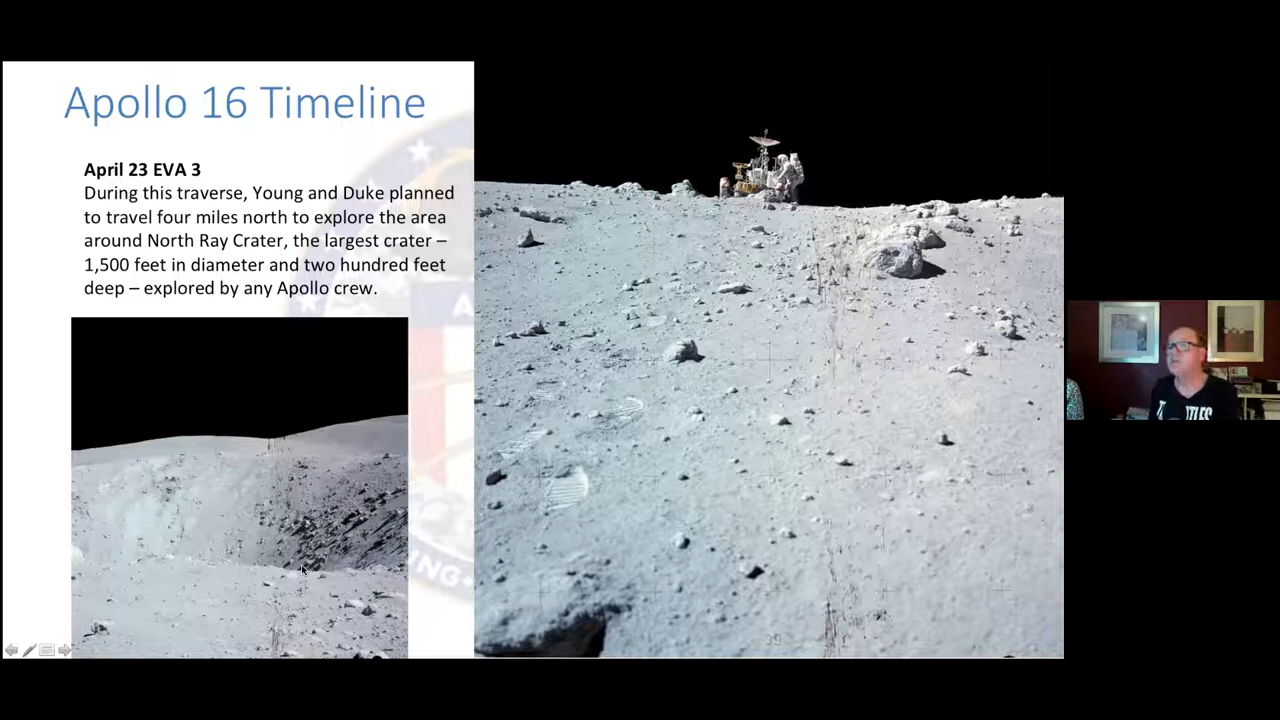 Apollo 16 Timeline
April 23 EVA 3
During this traverse, Young and Duke planned
to travel four miles north to explore the area
around North Ray Crater, the largest crater –
1,500 feet in diameter and two hundred feet
deep – explored by any Apollo crew.